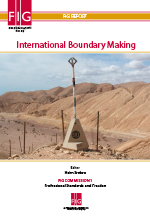 FIG
FIG REPORT
International Boundary Making
Editor
Haim Srebro
FIG COMMISSION 1
Professional Standards and Practice